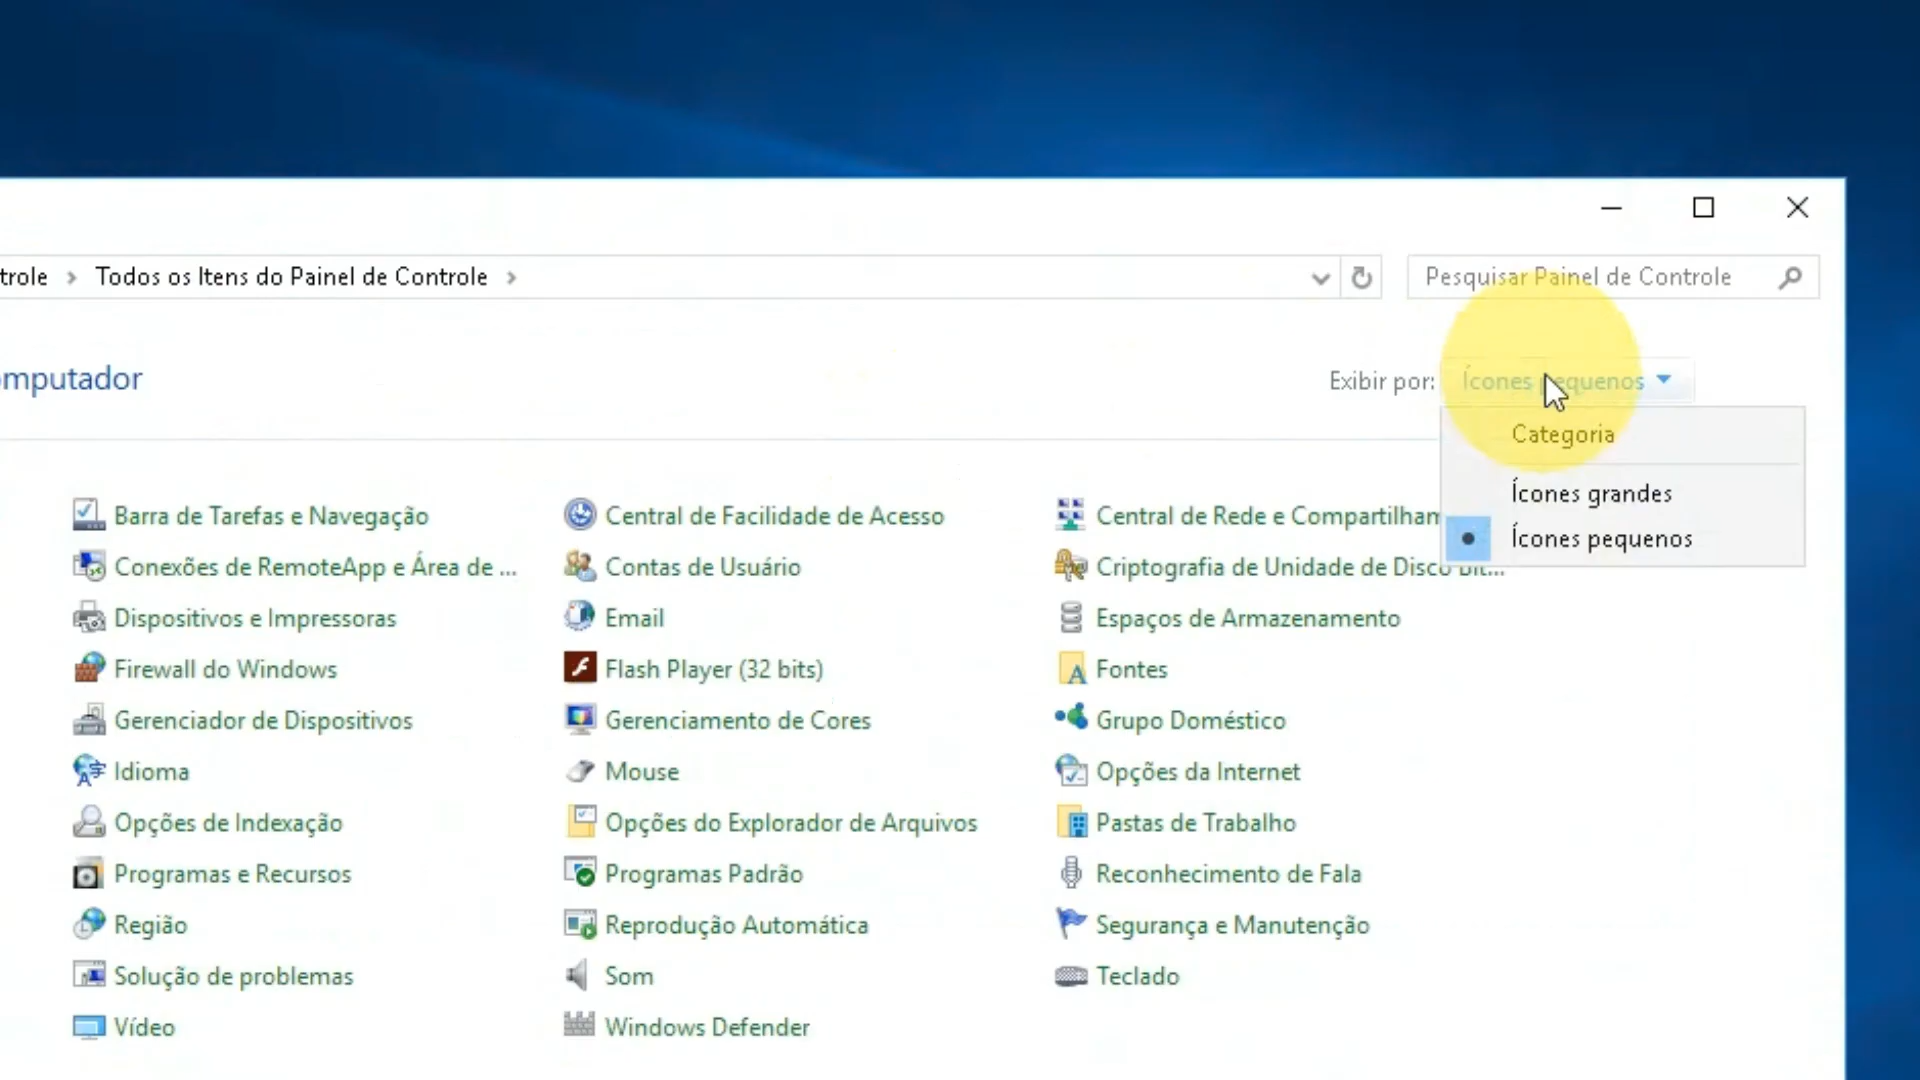 trole > Todos os Itens do Painel de Controle >
Pesquisar Painel de Controle
omputador
Exibir por:
Ícones pequenos
Categoria
Ícones grandes
Ícones pequenos
Barra de Tarefas e Navegação
Central de Facilidade de Acesso
Central de Rede e Compartilham
Conexões de RemoteApp e Área de ...
Contas de Usuário
Criptografia de Unidade de Disco Bit...
Dispositivos e Impressoras
Email
Espaços de Armazenamento
Firewall do Windows
Flash Player (32 bits)
Fontes
Gerenciador de Dispositivos
Gerenciamento de Cores
Grupo Doméstico
Idioma
Mouse
Opções da Internet
Opções de Indexação
Opções do Explorador de Arquivos
Pastas de Trabalho
Programas e Recursos
Programas Padrão
Reconhecimento de Fala
Região
Reprodução Automática
Segurança e Manutenção
Solução de problemas
Som
Teclado
Vídeo
Windows Defender